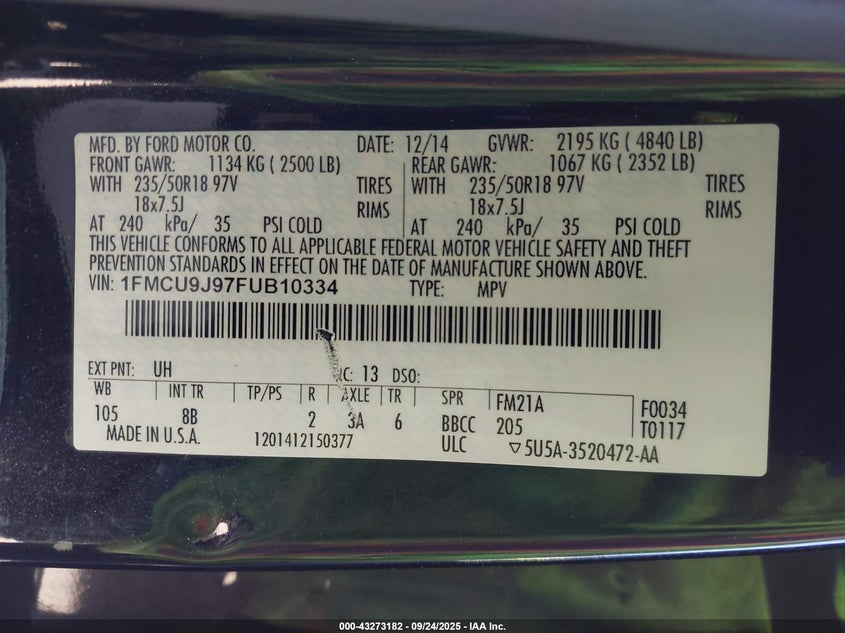 MFD. BY FORD MOTOR CO. DATE: 12/14 GVWR: 2195 KG ( 4840 LB)
FRONT GAWR: 1134 KG ( 2500 LB) REAR GAWR: 1067 KG ( 2352 LB)
WITH 235/50R18 97V TIRES WITH 235/50R18 97V TIRES
18x7.5J RIMS 18x7.5J RIMS
AT 240 kPa/ 35 PSI COLD AT 240 kPa/ 35 PSI COLD
THIS VEHICLE CONFORMS TO ALL APPLICABLE FEDERAL MOTOR VEHICLE SAFETY AND THEFT
PREVENTION STANDARDS IN EFFECT ON THE DATE OF MANUFACTURE SHOWN ABOVE.
VIN: 1FMCU9J97FUB10334 TYPE: MPV
EXT PNT: UH RC: 13 DSO:
WB INT TR TP/PS R AXLE TR SPR FM21A F0034
105 8B 2 3A 6 BBCC 205 T0117
MADE IN U.S.A. 1201412150377 ULC ▽5U5A-3520472-AA
000-43273182 - 09/24/2025 - IAA Inc.